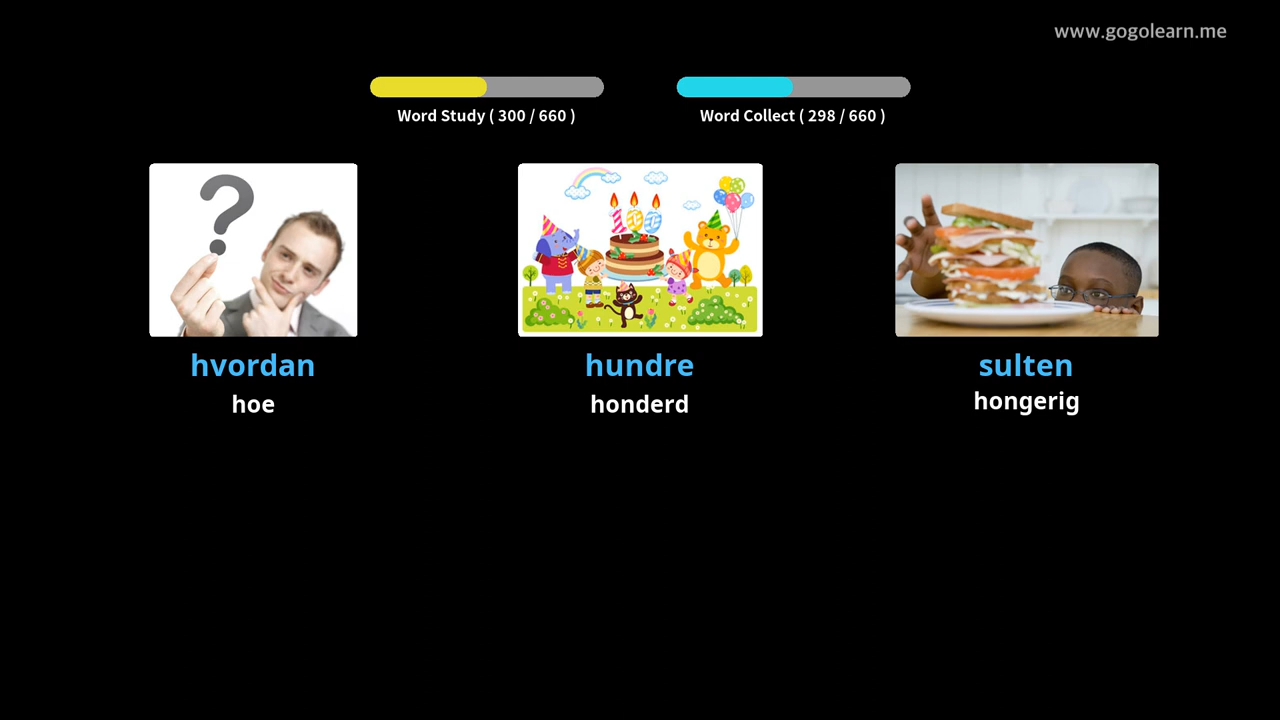 www.gogolearn.me
Word Study ( 300 / 660 )
Word Collect ( 298 / 660 )
hvordan
hoe
hundre
honderd
sulten
hongerig